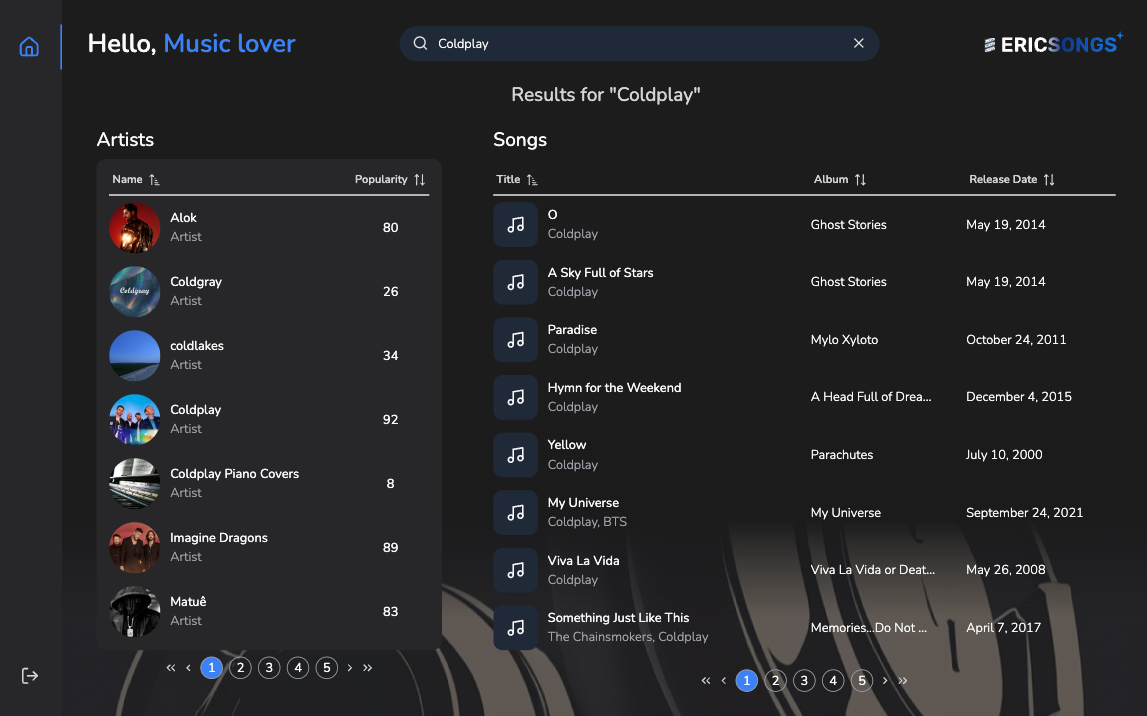 Hello, Music lover
Coldplay
ERICSONGS
Results for "Coldplay"
Artists
Name Popularity
Alok
Artist
80
Coldgray
Coldgray
Artist
26
coldlakes
Artist
34
Coldplay
Artist
92
Coldplay Piano Covers
Artist
8
Imagine Dragons
Artist
89
Matuê
Artist
83
« ‹ 1 2 3 4 5 › »
Songs
Title Album Release Date
O
Coldplay
Ghost Stories May 19, 2014
A Sky Full of Stars
Coldplay
Ghost Stories May 19, 2014
Paradise
Coldplay
Mylo Xyloto October 24, 2011
Hymn for the Weekend
Coldplay
A Head Full of Drea... December 4, 2015
Yellow
Coldplay
Parachutes July 10, 2000
My Universe
Coldplay, BTS
My Universe September 24, 2021
Viva La Vida
Coldplay
Viva La Vida or Deat... May 26, 2008
Something Just Like This
The Chainsmokers, Coldplay
Memories...Do Not ... April 7, 2017
« ‹ 1 2 3 4 5 › »